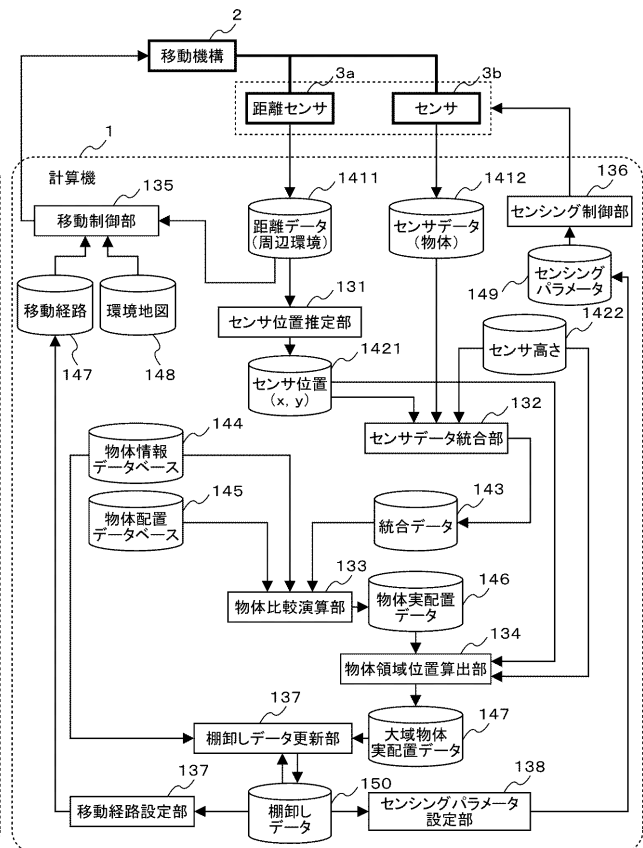 2
移動機構
3a
3b
距離センサ
センサ
1
計算機
135
移動制御部
1411
距離データ
(周辺環境)
1412
センサデータ
(物体)
136
センシング制御部
149
センシング
パラメータ
移動経路
147
環境地図
148
131
センサ位置推定部
1422
センサ高さ
1421
センサ位置
(x, y)
132
センサデータ統合部
144
物体情報
データベース
145
物体配置
データベース
143
統合データ
133
物体比較演算部
146
物体実配置
データ
134
物体領域位置算出部
137
棚卸しデータ更新部
147
大域物体
実配置データ
137
移動経路設定部
150
棚卸し
データ
138
センシングパラメータ
設定部